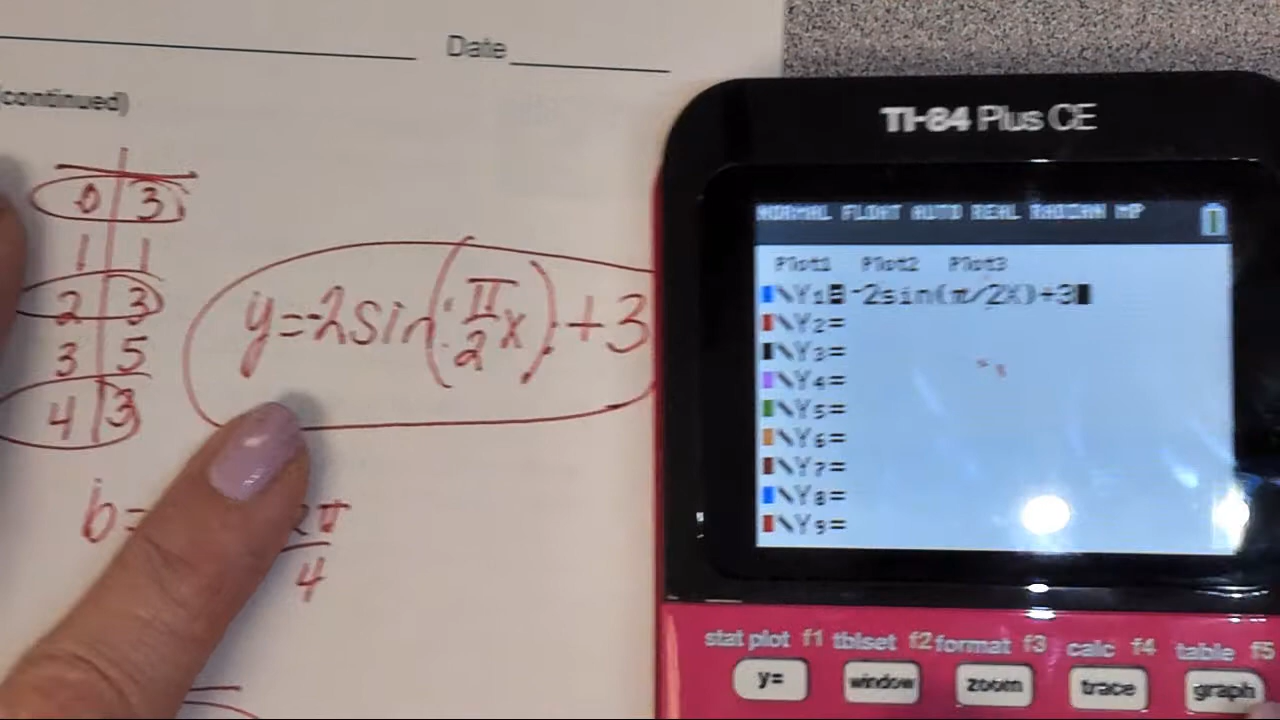 Date
(continued)
0 3
1 1
2 3
3 5
4 3
y=-2sin(π/2 x)+3
b=
2π
4
TI-84 Plus CE
NORMAL FLOAT AUTO REAL RADIAN MP
Plot1 Plot2 Plot3
\Y1=-2sin(π/2X)+3
\Y2=
\Y3=
\Y4=
\Y5=
\Y6=
\Y7=
\Y8=
\Y9=
stat plot f1 tblset f2 format f3 calc f4 table f5
y= window zoom trace graph